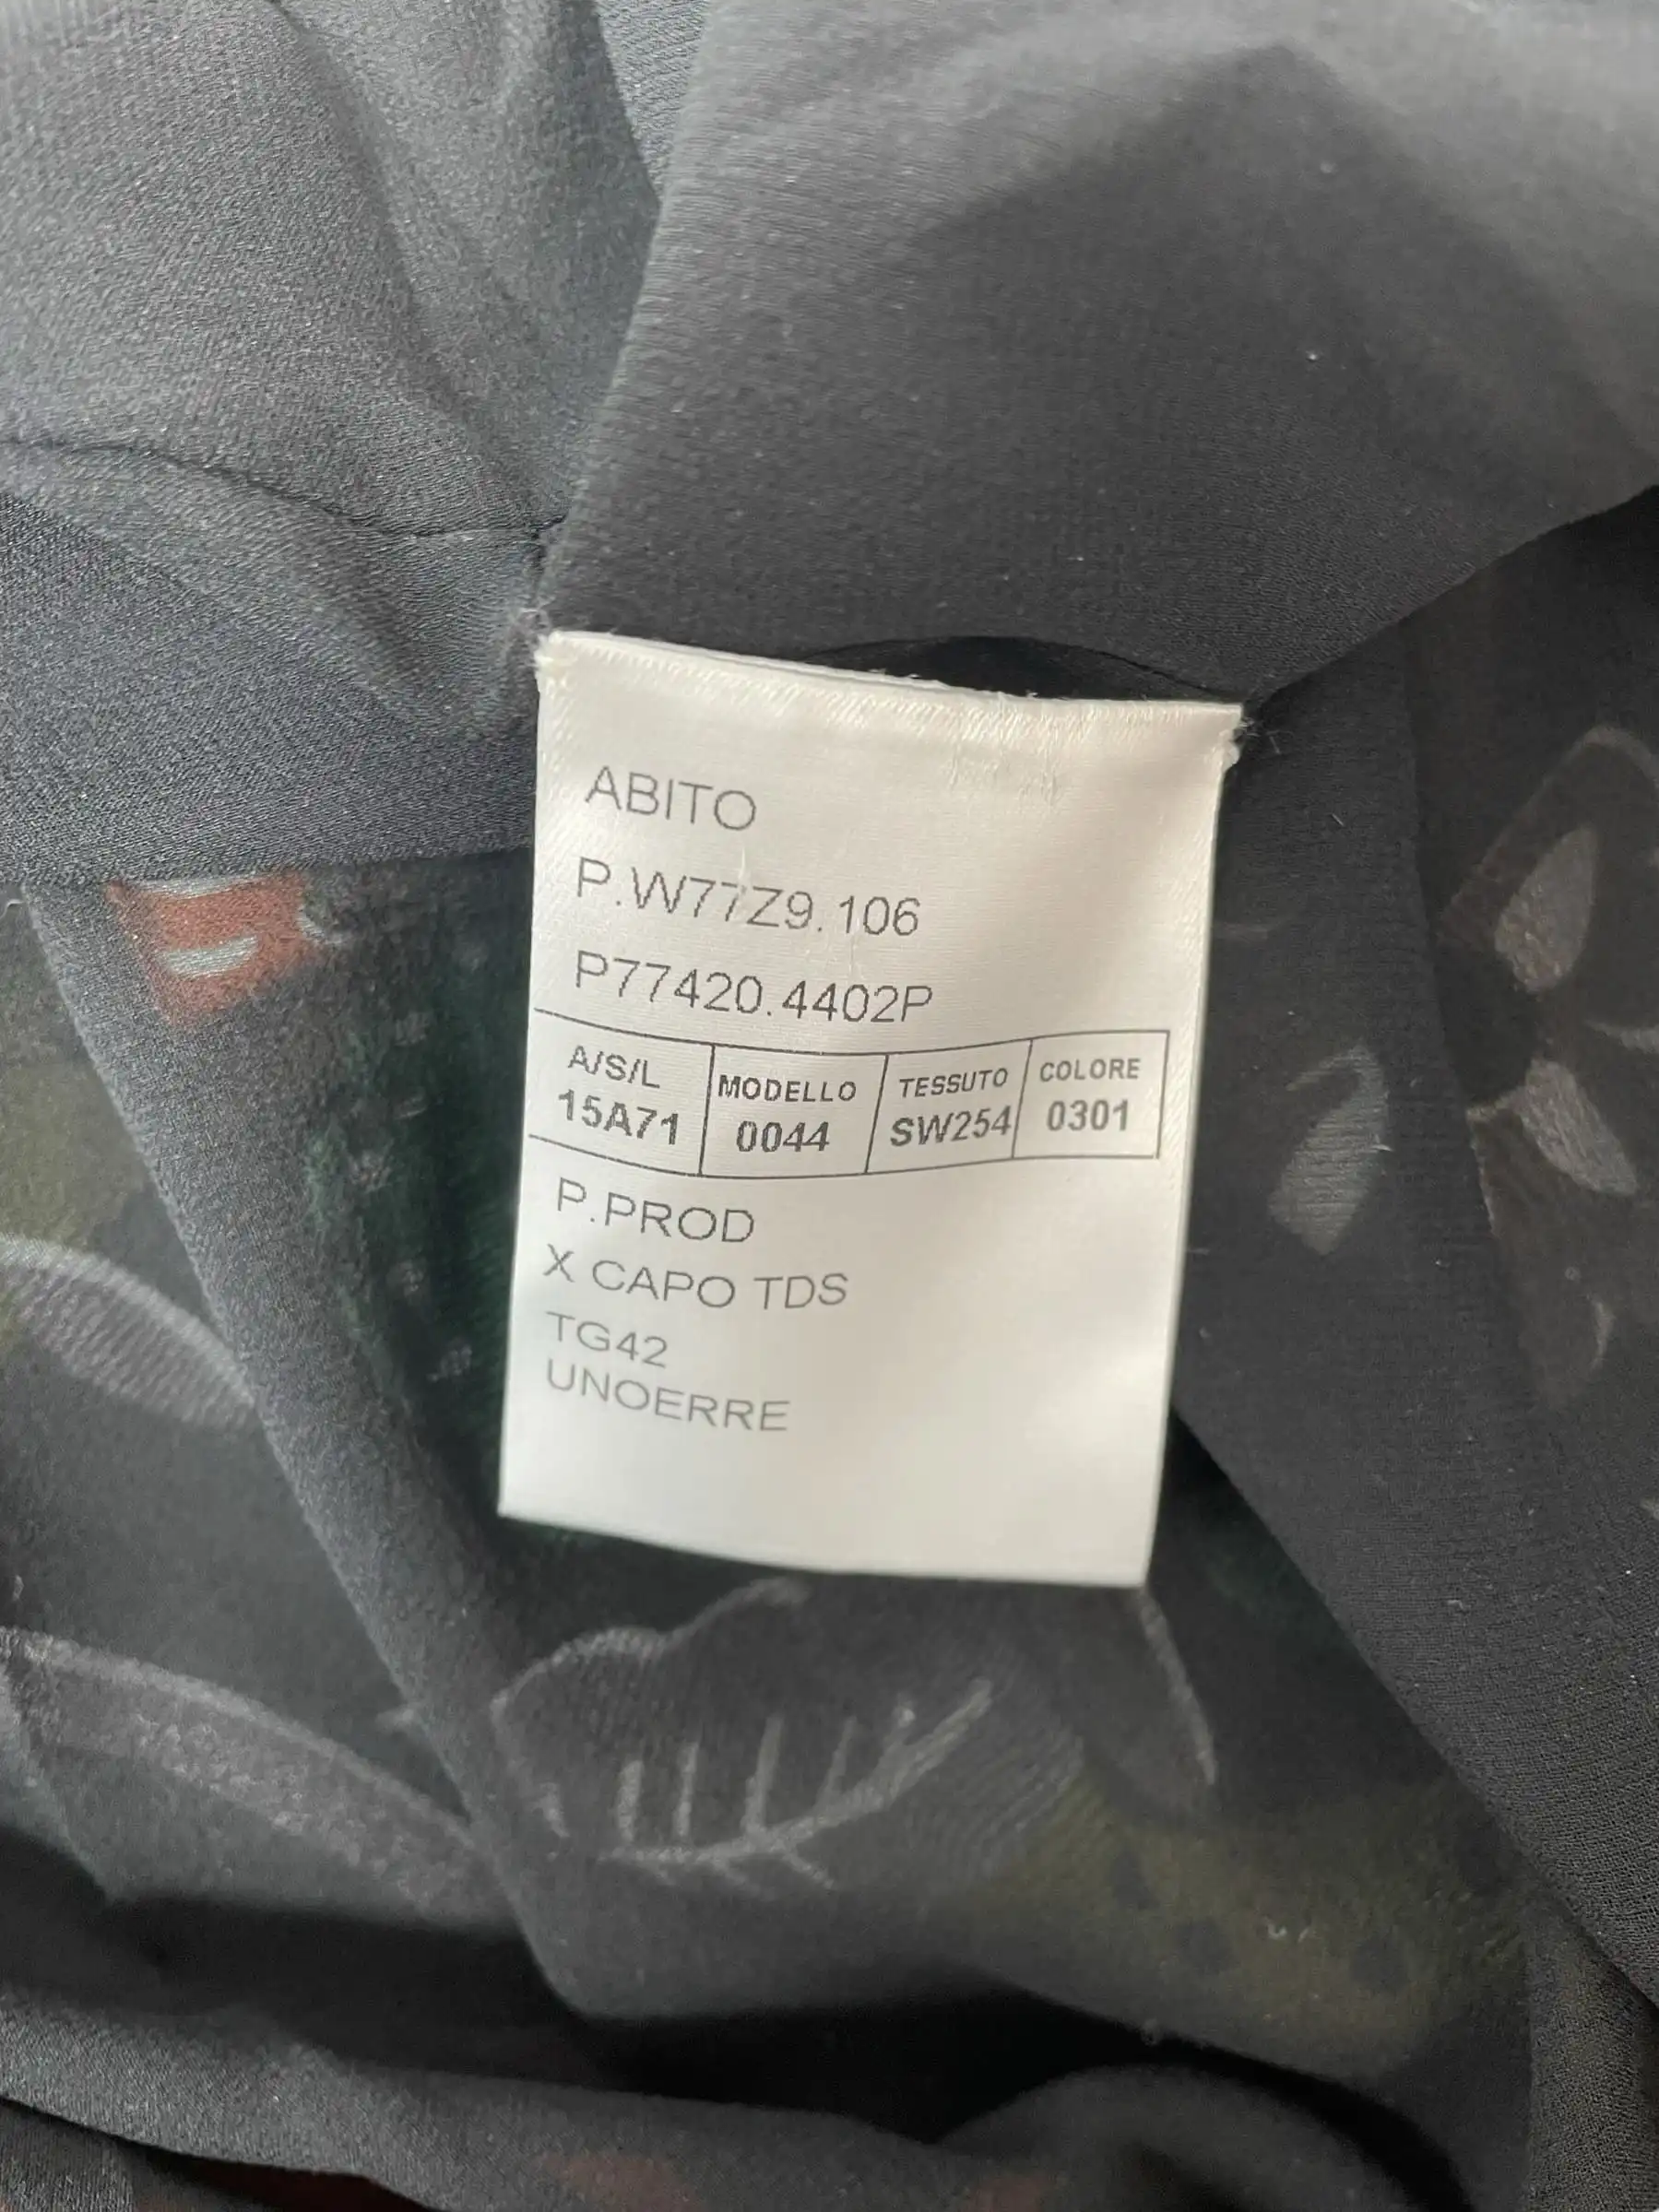 ABITO
P.W77Z9.106
P77420.4402P
A/S/L MODELLO TESSUTO COLORE
15A71 0044 SW254 0301
P.PROD
X CAPO TDS
TG42
UNOERRE